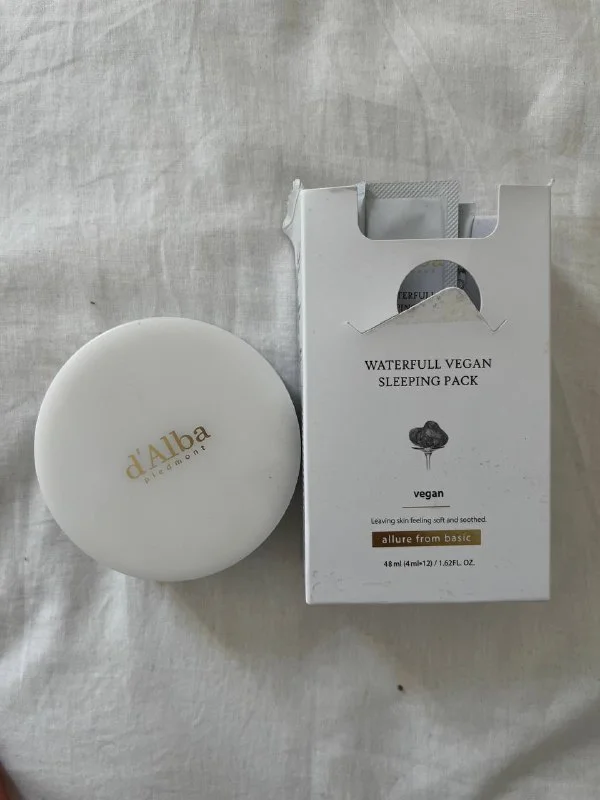 d'Alba
piedmont
WATERFULL VEGAN
SLEEPING PACK
vegan
Leaving skin feeling soft and soothed.
allure from basic
48 ml (4ml*12) / 1.62FL. OZ.